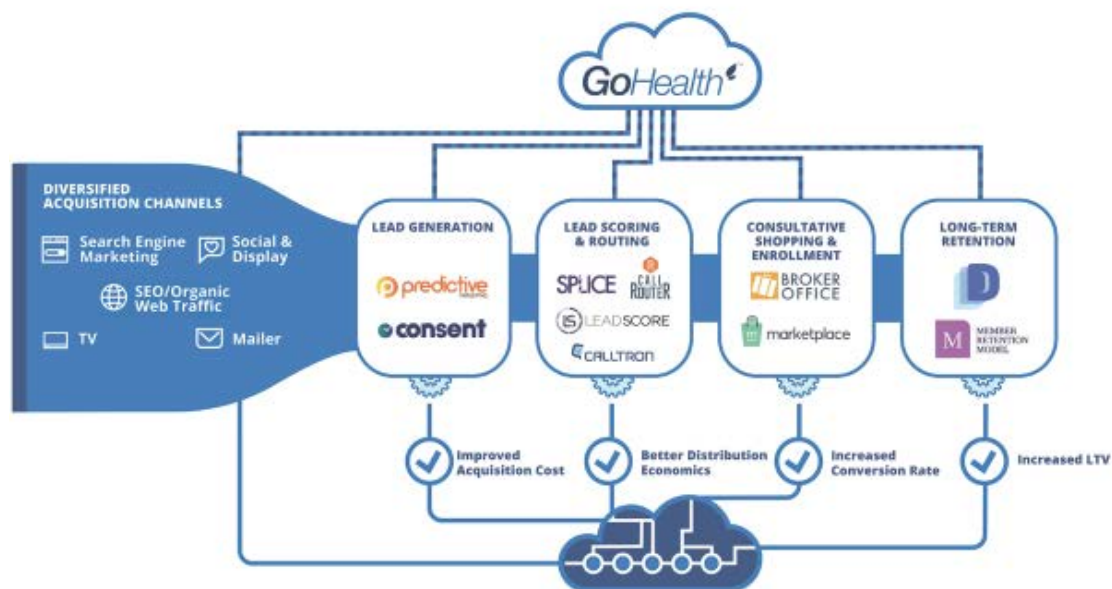 GoHealth
DIVERSIFIED
ACQUISITION CHANNELS
Search Engine
Marketing
Social &
Display
SEO/Organic
Web Traffic
TV
Mailer
LEAD GENERATION
predictive
consent
LEAD SCORING
& ROUTING
SPLICE
CALL
ROUTER
LS LEADSCORE
CALLTRON
CONSULTATIVE
SHOPPING &
ENROLLMENT
BROKER
OFFICE
marketplace
LONG-TERM
RETENTION
D
M
MEMBER
RETENTION
MODEL
Improved
Acquisition Cost
Better Distribution
Economics
Increased
Conversion Rate
Increased LTV